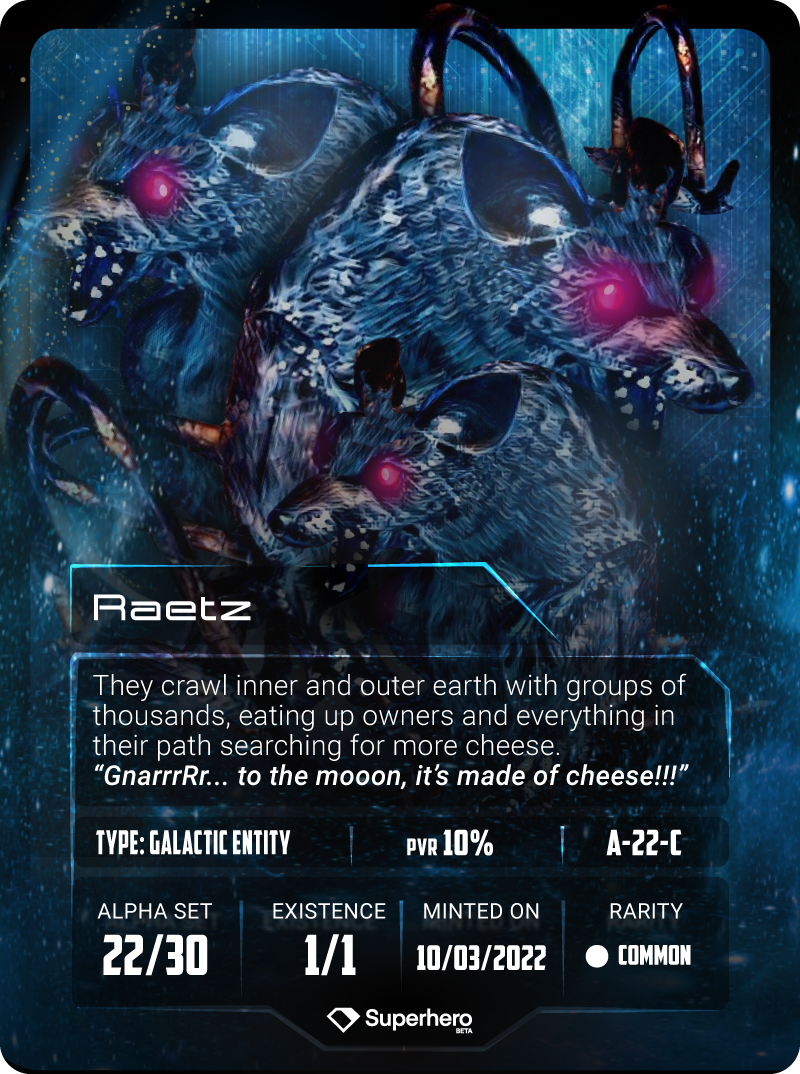 Raetz
They crawl inner and outer earth with groups of
thousands, eating up owners and everything in
their path searching for more cheese.
“GnarrrRr... to the mooon, it’s made of cheese!!!”
TYPE: GALACTIC ENTITY PVR 10% A-22-C
ALPHA SET EXISTENCE MINTED ON RARITY
22/30 1/1 10/03/2022 COMMON
Superhero
BETA